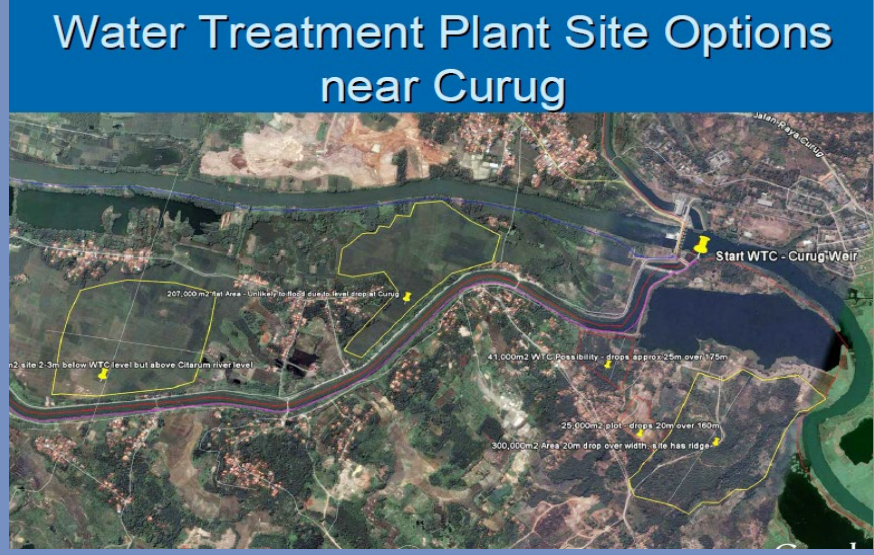 Water Treatment Plant Site Options
near Curug
Jalan Raya Curug
Start WTC - Curug Weir
207,000 m2 flat Area - Unlikely to flood due to level drop at Curug
41,000m2 WTC Possibility - drops approx 25m over 175m
m2 site 2-3m below WTC level but above Citarum river level
25,000m2 plot - drops 20m over 160m
300,000m2 Area 20m drop over width, site has ridge